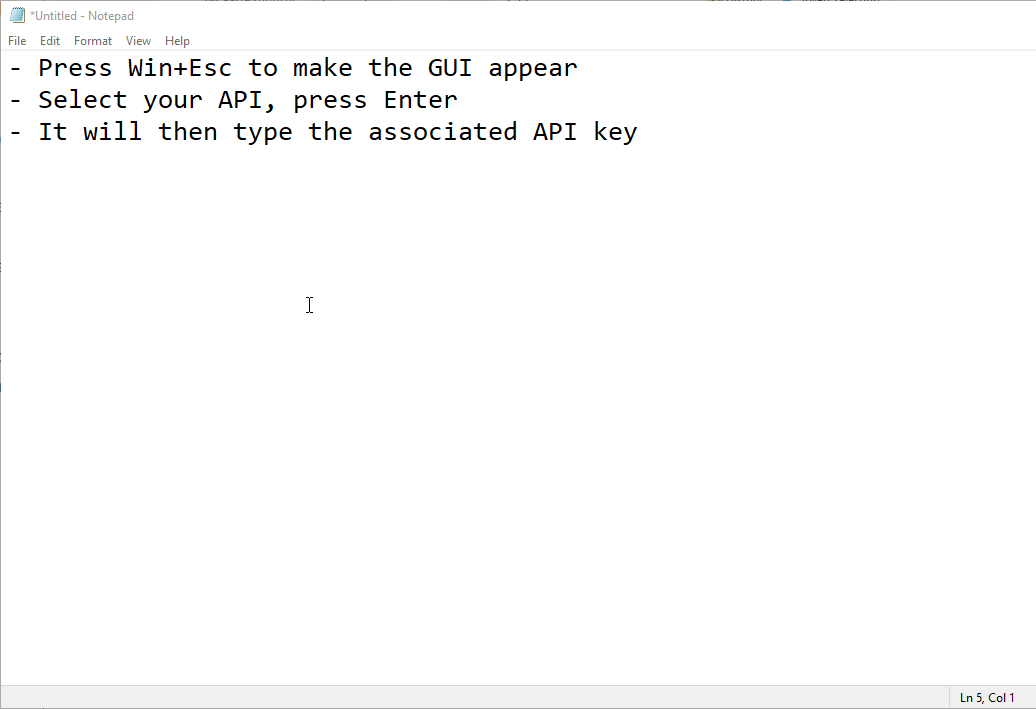 *Untitled - Notepad
File Edit Format View Help
- Press Win+Esc to make the GUI appear
- Select your API, press Enter
- It will then type the associated API key
Ln 5, Col 1